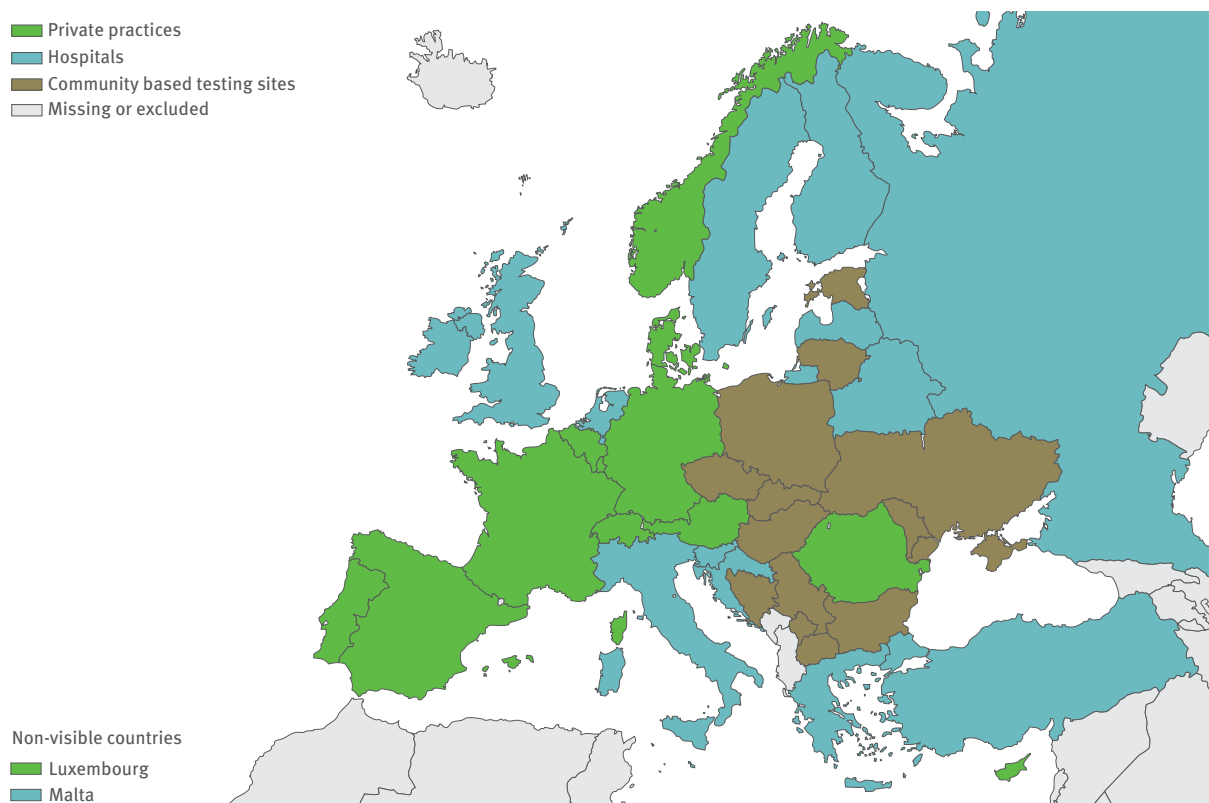 Private practices
Hospitals
Community based testing sites
Missing or excluded
Non-visible countries
Luxembourg
Malta